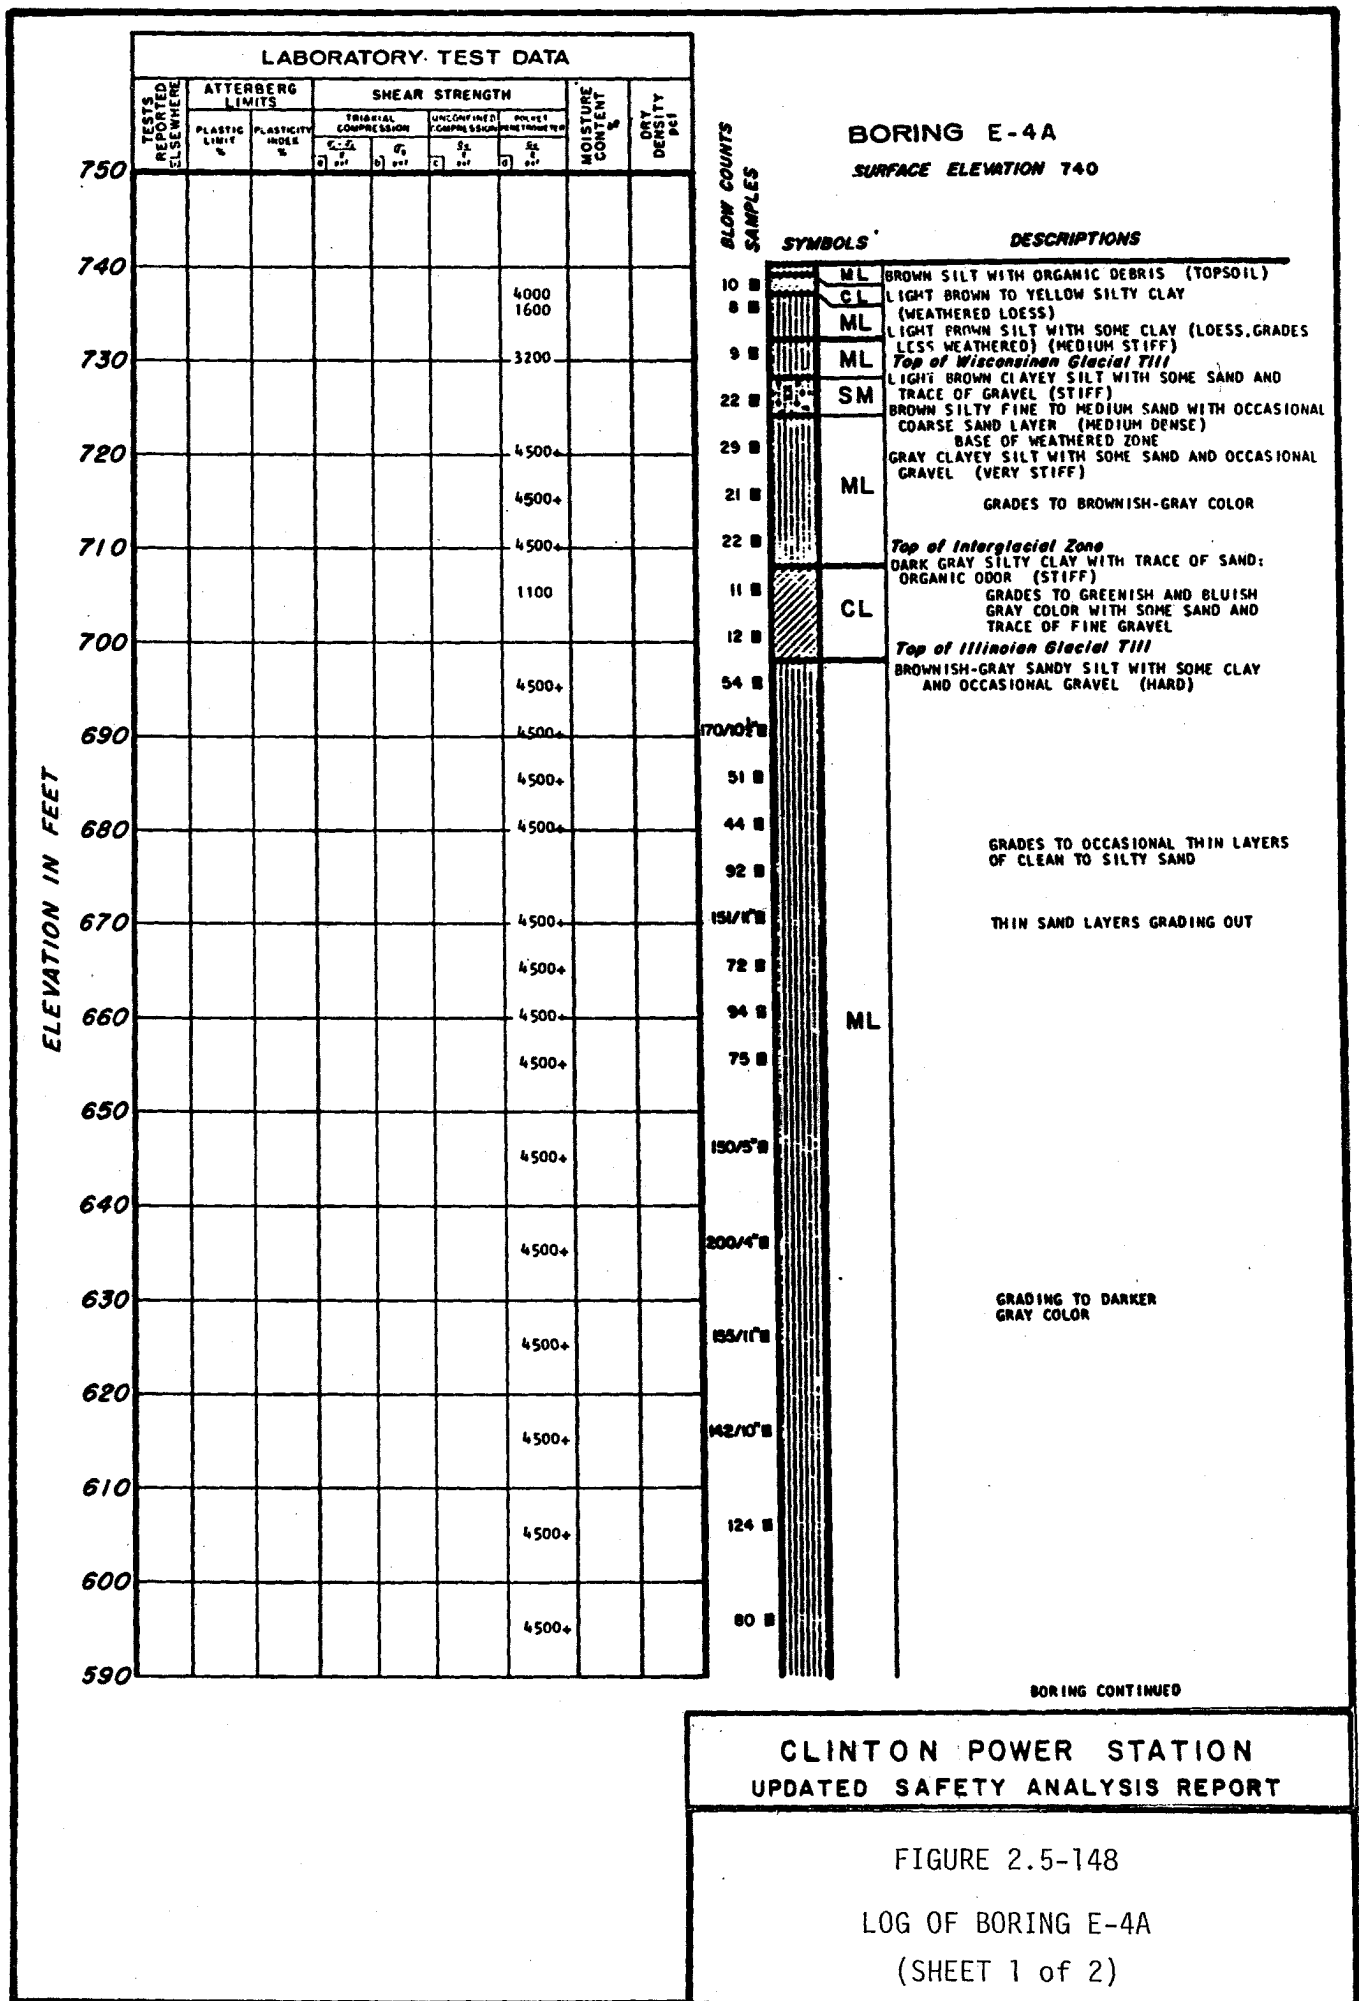 LABORATORY TEST DATA
TESTS REPORTED ELSEWHERE
ATTERBERG LIMITS
PLASTIC LIMIT %
PLASTICITY INDEX %
SHEAR STRENGTH
TRIAXIAL COMPRESSION
UNCONFINED COMPRESSION
POCKET PENETROMETER
MOISTURE CONTENT %
DRY DENSITY pcf
BLOW COUNTS
SAMPLES
BORING E-4A
SURFACE ELEVATION 740
SYMBOLS
DESCRIPTIONS
ELEVATION IN FEET
750
740
730
720
710
700
690
680
670
660
650
640
630
620
610
600
590
4000
1600
3200
4500+
4500+
4500+
1100
4500+
4500+
4500+
4500+
4500+
4500+
4500+
4500+
4500+
4500+
4500+
4500+
4500+
4500+
10
8
9
22
29
21
22
11
12
54
170/10½"
51
44
92
151/11"
72
94
75
150/5"
200/4"
155/11"
142/10"
124
80
ML
CL
ML
ML
SM
ML
CL
ML
BROWN SILT WITH ORGANIC DEBRIS (TOPSOIL)
LIGHT BROWN TO YELLOW SILTY CLAY
(WEATHERED LOESS)
LIGHT BROWN SILT WITH SOME CLAY (LOESS,GRADES
LESS WEATHERED) (MEDIUM STIFF)
Top of Wisconsinan Glacial Till
LIGHT BROWN CLAYEY SILT WITH SOME SAND AND
TRACE OF GRAVEL (STIFF)
BROWN SILTY FINE TO MEDIUM SAND WITH OCCASIONAL
COARSE SAND LAYER (MEDIUM DENSE)
BASE OF WEATHERED ZONE
GRAY CLAYEY SILT WITH SOME SAND AND OCCASIONAL
GRAVEL (VERY STIFF)
GRADES TO BROWNISH-GRAY COLOR
Top of Interglacial Zone
DARK GRAY SILTY CLAY WITH TRACE OF SAND;
ORGANIC ODOR (STIFF)
GRADES TO GREENISH AND BLUISH
GRAY COLOR WITH SOME SAND AND
TRACE OF FINE GRAVEL
Top of Illinoian Glacial Till
BROWNISH-GRAY SANDY SILT WITH SOME CLAY
AND OCCASIONAL GRAVEL (HARD)
GRADES TO OCCASIONAL THIN LAYERS
OF CLEAN TO SILTY SAND
THIN SAND LAYERS GRADING OUT
GRADING TO DARKER
GRAY COLOR
BORING CONTINUED
CLINTON POWER STATION
UPDATED SAFETY ANALYSIS REPORT
FIGURE 2.5-148
LOG OF BORING E-4A
(SHEET 1 of 2)